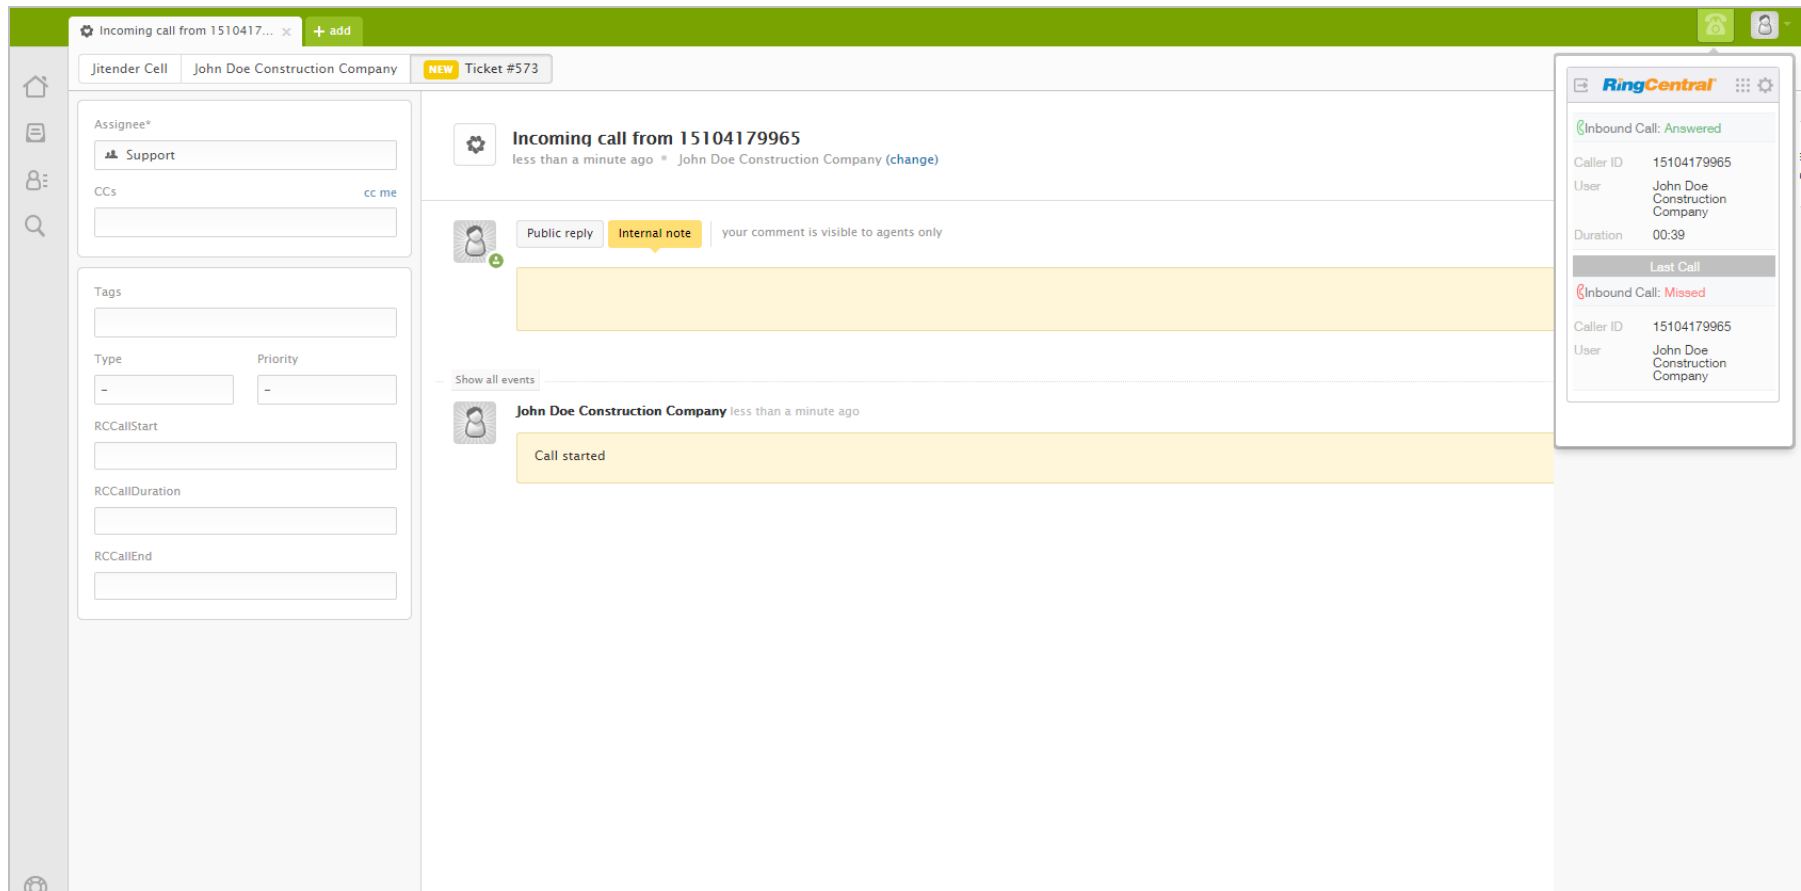 Incoming call from 1510417... ×
+ add
Jitender Cell
John Doe Construction Company
NEW Ticket #573
Assignee*
Support
CCs
cc me
Tags
Type
Priority
-
-
RCCallStart
RCCallDuration
RCCallEnd
Incoming call from 15104179965
less than a minute ago John Doe Construction Company (change)
Public reply
Internal note
your comment is visible to agents only
Show all events
John Doe Construction Company less than a minute ago
Call started
RingCentral
Inbound Call: Answered
Caller ID 15104179965
User John Doe
Construction
Company
Duration 00:39
Last Call
Inbound Call: Missed
Caller ID 15104179965
User John Doe
Construction
Company